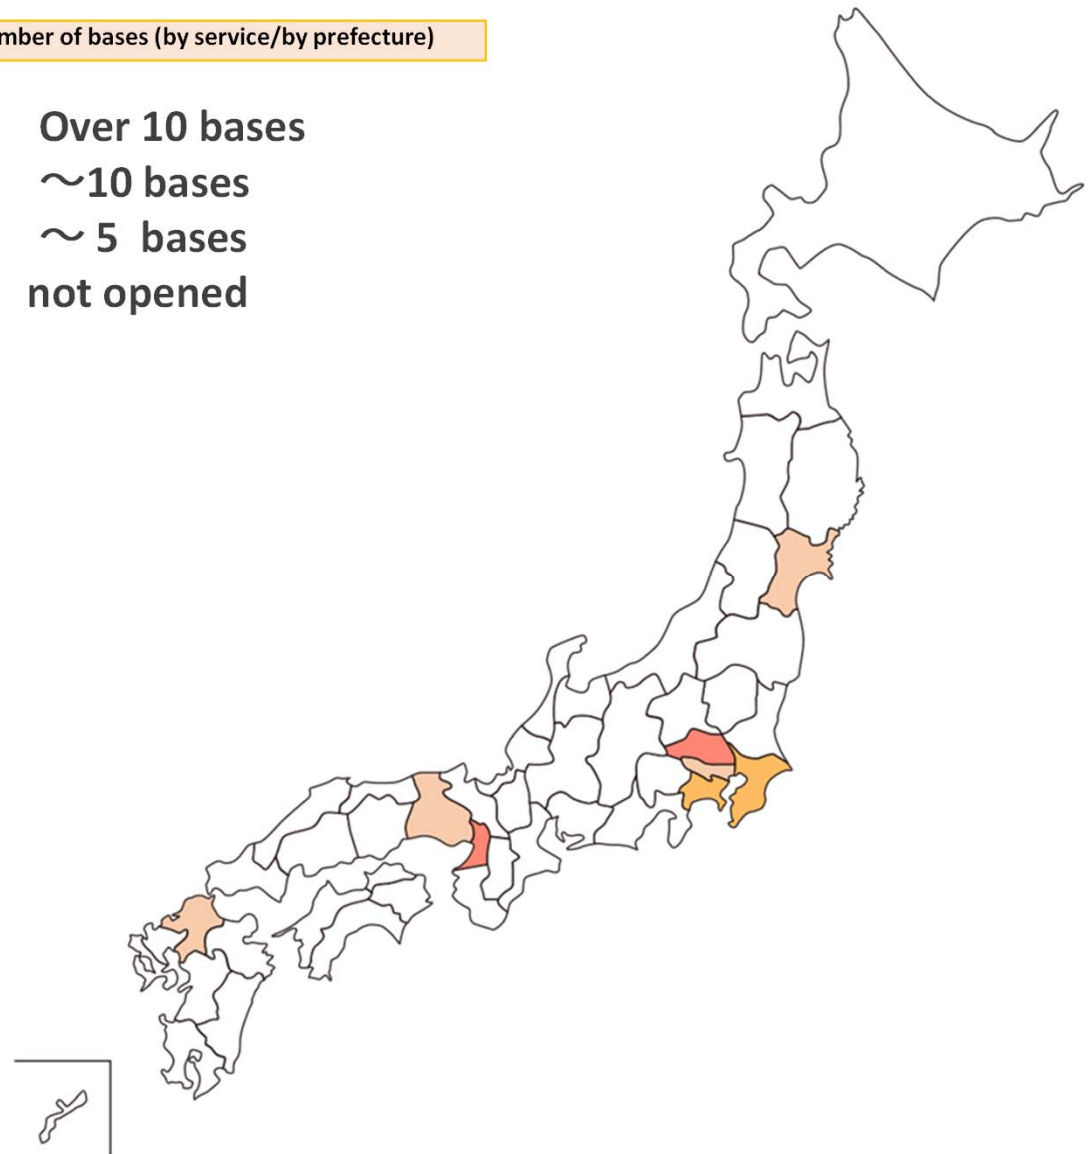 mber of bases (by service/by prefecture)
Over 10 bases
～10 bases
～ 5 bases
not opened